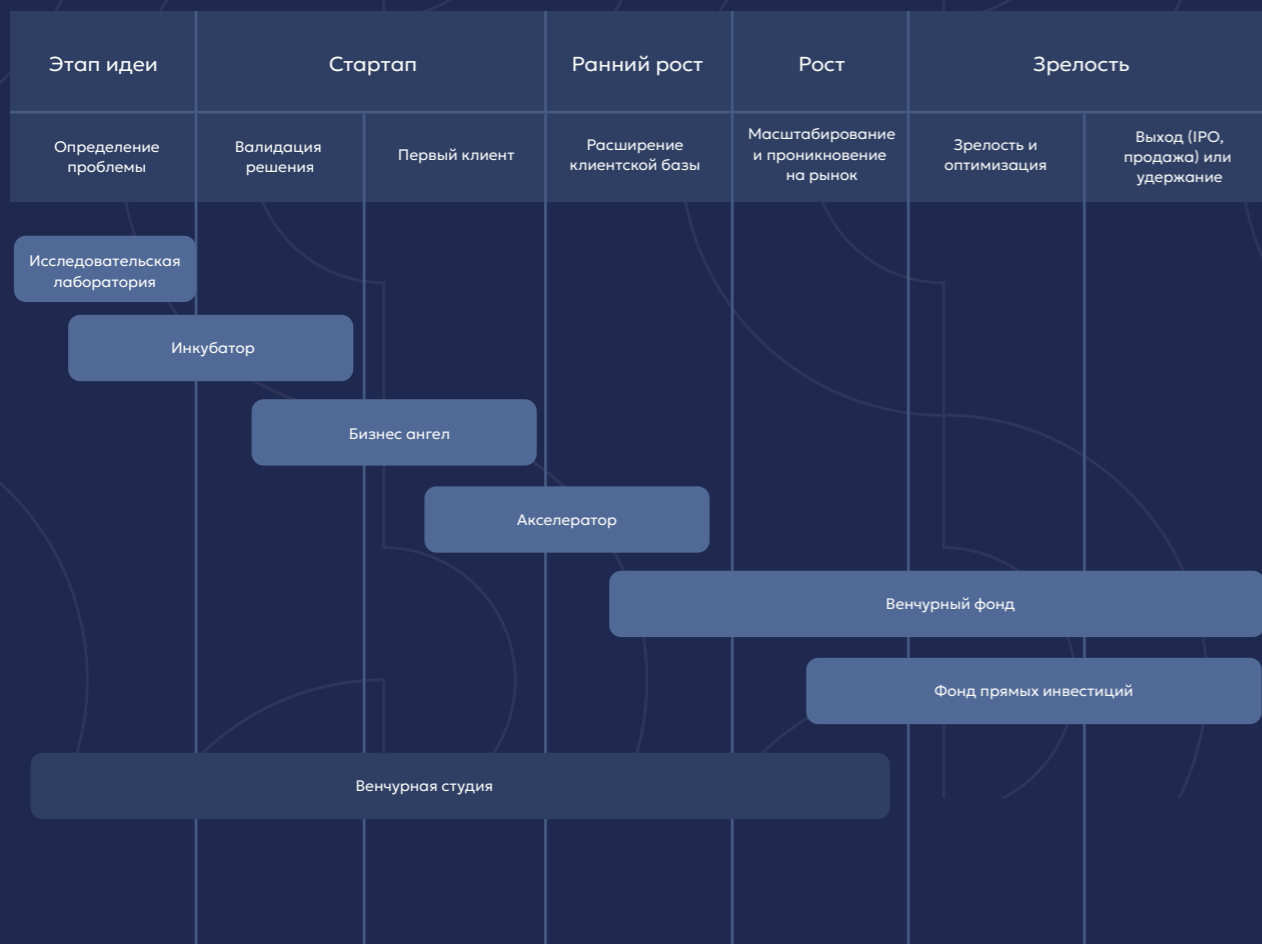 Этап идеи
Стартап
Ранний рост
Рост
Зрелость
Определение
проблемы
Валидация
решения
Первый клиент
Расширение
клиентской базы
Масштабирование
и проникновение
на рынок
Зрелость и
оптимизация
Выход (IPO,
продажа) или
удержание
Исследовательская
лаборатория
Инкубатор
Бизнес ангел
Акселератор
Венчурный фонд
Фонд прямых инвестиций
Венчурная студия